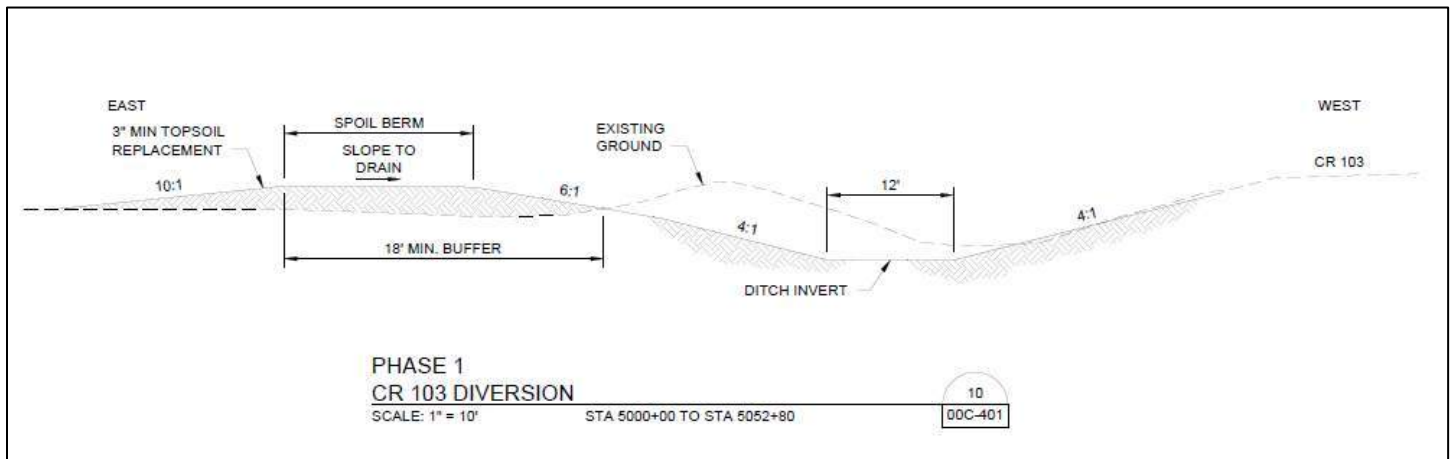 EAST
WEST
3" MIN TOPSOIL
REPLACEMENT
SPOIL BERM
SLOPE TO
DRAIN
EXISTING
GROUND
CR 103
10:1
6:1
12'
4:1
4:1
18' MIN. BUFFER
DITCH INVERT
PHASE 1
CR 103 DIVERSION
SCALE: 1" = 10'
STA 5000+00 TO STA 5052+80
10
00C-401